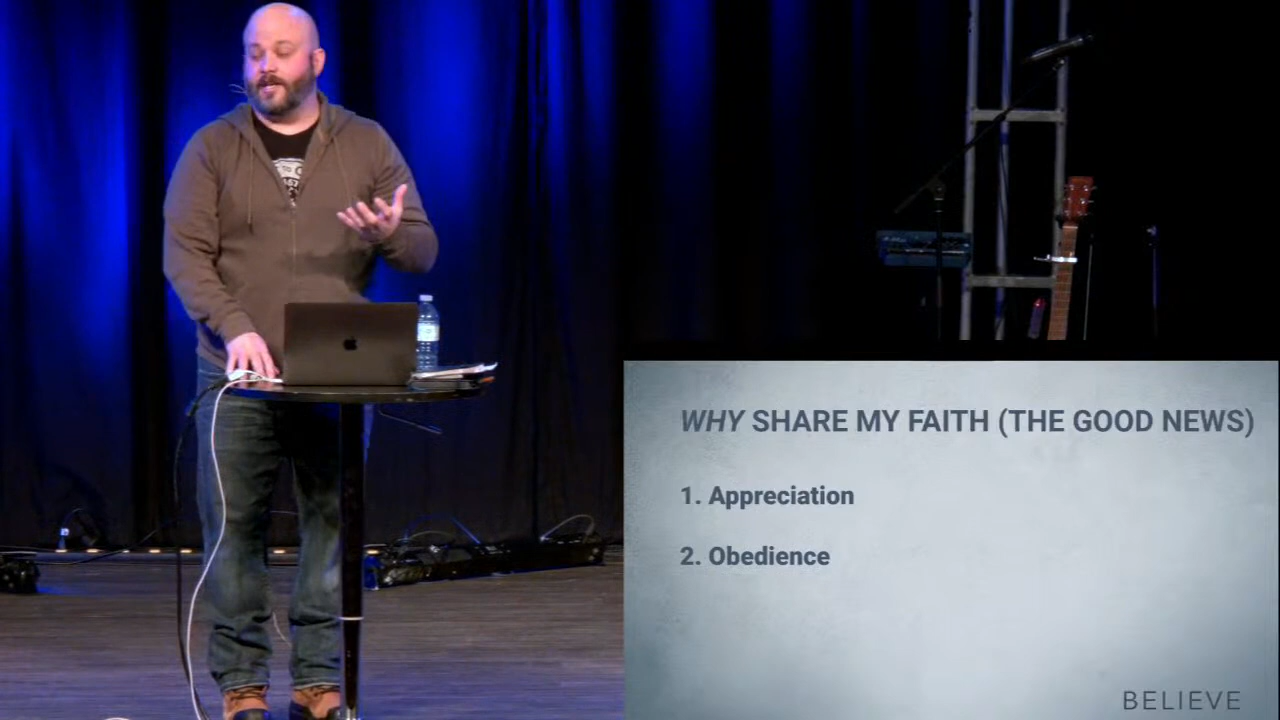 WHY SHARE MY FAITH (THE GOOD NEWS)
1. Appreciation
2. Obedience
BELIEVE